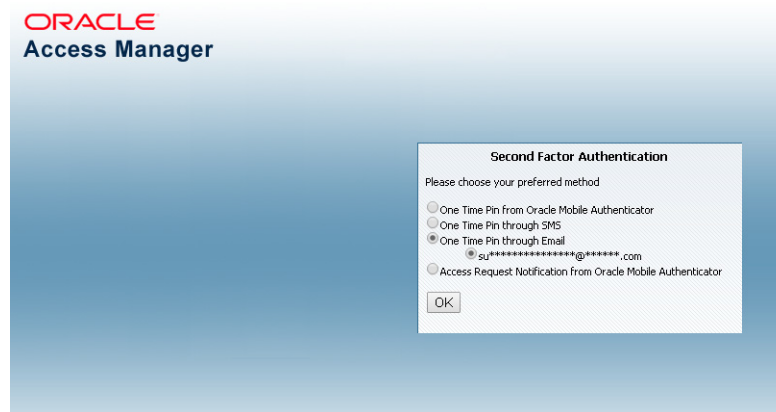 ORACLE
Access Manager
Second Factor Authentication
Please choose your preferred method
One Time Pin from Oracle Mobile Authenticator
One Time Pin through SMS
One Time Pin through Email
su***************@******.com
Access Request Notification from Oracle Mobile Authenticator
OK